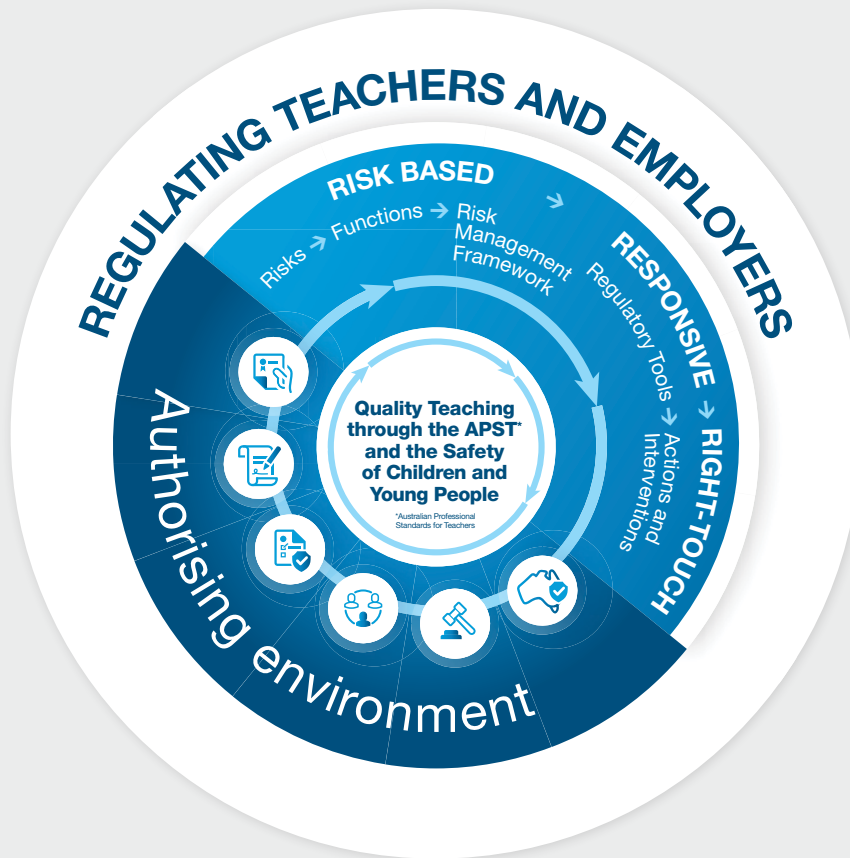 REGULATING TEACHERS AND EMPLOYERS
RISK BASED →
Risks → Functions → Risk
Management
Framework
RESPONSIVE → RIGHT-TOUCH
Regulatory Tools → Actions and
Interventions
Quality Teaching
through the APST*
and the Safety
of Children and
Young People
*Australian Professional
Standards for Teachers
Authorising environment